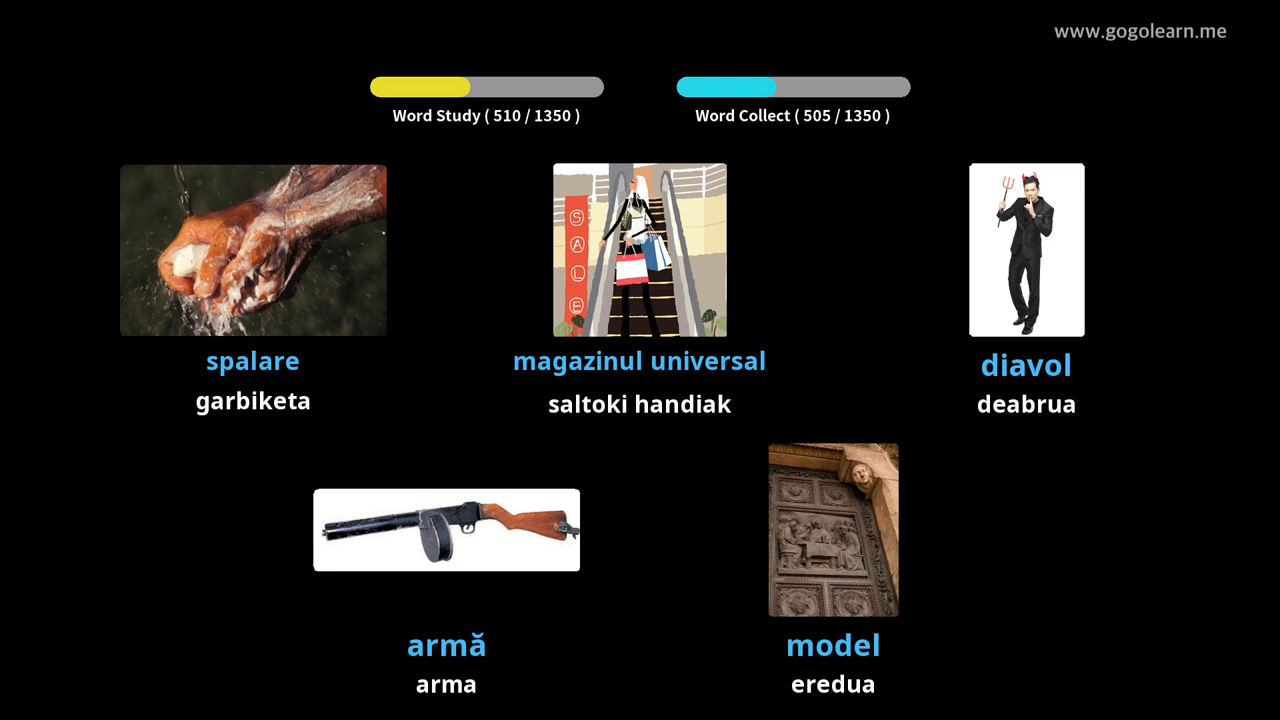 www.gogolearn.me
Word Study ( 510 / 1350 )
Word Collect ( 505 / 1350 )
S
A
L
E
spalare
magazinul universal
diavol
garbiketa
saltoki handiak
deabrua
armă
model
arma
eredua